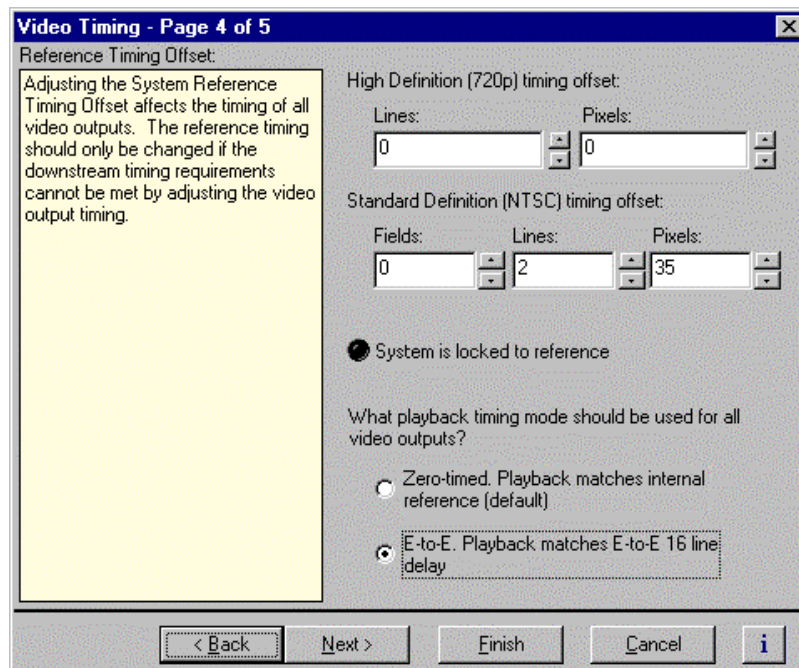 Video Timing - Page 4 of 5
Reference Timing Offset:
Adjusting the System Reference
Timing Offset affects the timing of all
video outputs. The reference timing
should only be changed if the
downstream timing requirements
cannot be met by adjusting the video
output timing.
High Definition (720p) timing offset:
Lines: Pixels:
0 0
Standard Definition (NTSC) timing offset:
Fields: Lines: Pixels:
0 2 35
System is locked to reference
What playback timing mode should be used for all
video outputs?
Zero-timed. Playback matches internal
reference (default)
E-to-E. Playback matches E-to-E 16 line
delay
< Back Next > Finish Cancel i